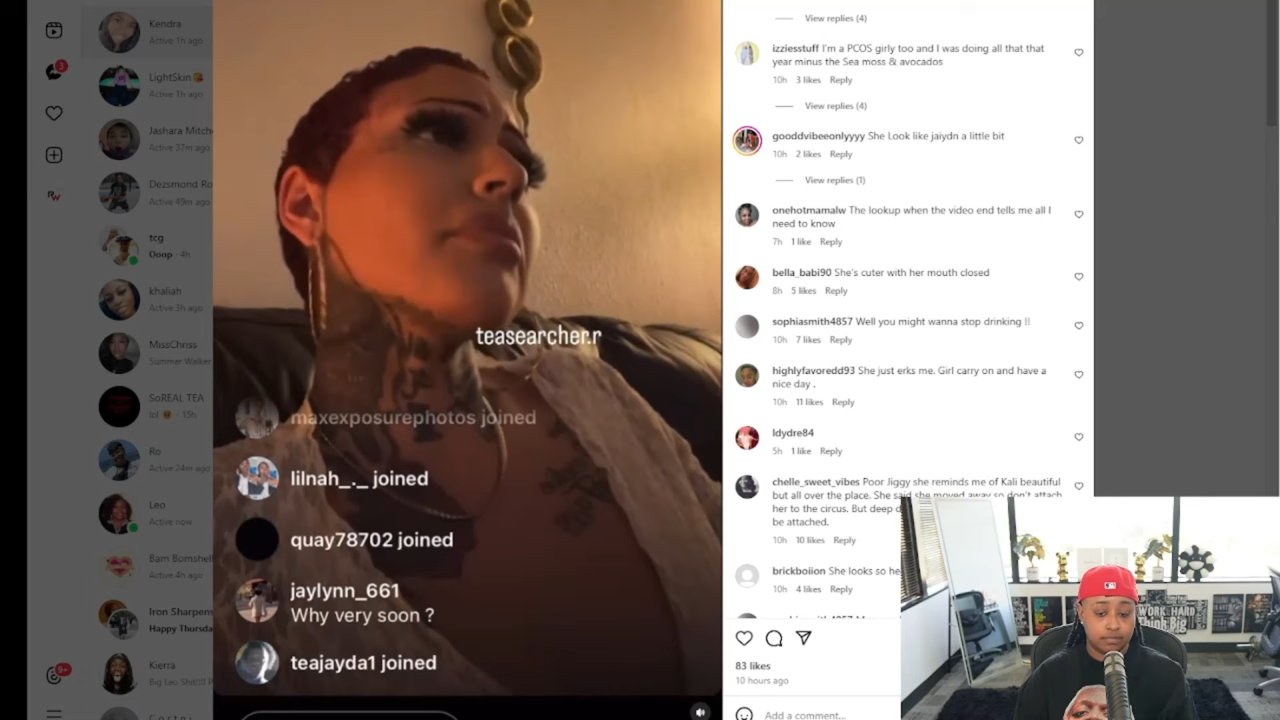 Kendra
Active 1h ago
3
LightSkin
Active 1h ago
Jashara Mitch
Active 37m ago
Dezsmond Ro
Active 49m ago
tcg
Ooop · 4h
khaliah
Active 3h ago
MissChriss
Summer Walker
SoREAL TEA
lol · 15h
Ro
Active 24m ago
Leo
Active now
Bam Bombshel
Active 4h ago
Iron Sharpens
Happy Thursda
9+
Kierra
Big Leo Shit!!!
teasearcher.r
maxexposurephotos joined
lilnah_._ joined
quay78702 joined
jaylynn_661
Why very soon ?
teajayda1 joined
View replies (4)
izziesstuff I'm a PCOS girly too and I was doing all that that
year minus the Sea moss & avocados
10h 3 likes Reply
View replies (4)
gooddvibeeonlyyyy She Look like jaiydn a little bit
10h 2 likes Reply
View replies (1)
onehotmamalw The lookup when the video end tells me all I
need to know
7h 1 like Reply
bella_babi90 She's cuter with her mouth closed
8h 5 likes Reply
sophiasmith4857 Well you might wanna stop drinking !!
10h 7 likes Reply
highlyfavoredd93 She just erks me. Girl carry on and have a
nice day .
10h 11 likes Reply
ldydre84
5h 1 like Reply
chelle_sweet_vibes Poor Jiggy she reminds me of Kali beautiful
but all over the place. She said she moved away so don't attach
her to the circus. But deep d
be attached.
10h 10 likes Reply
brickboiion She looks so he
10h 4 likes Reply
83 likes
10 hours ago
Add a comment...
WORK HARD
Think Big